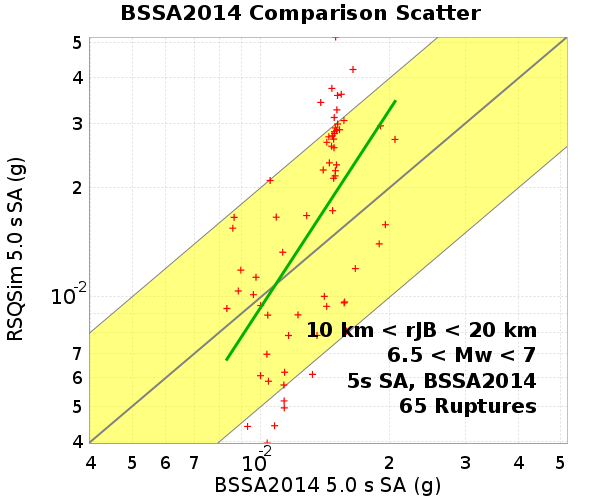 BSSA2014 Comparison Scatter
5
4
3
2
10-2
7
6
5
4
RSQSim 5.0 s SA (g)
10 km < rJB < 20 km
6.5 < Mw < 7
5s SA, BSSA2014
65 Ruptures
4 5 6 7 10-2 2 3 4 5
BSSA2014 5.0 s SA (g)